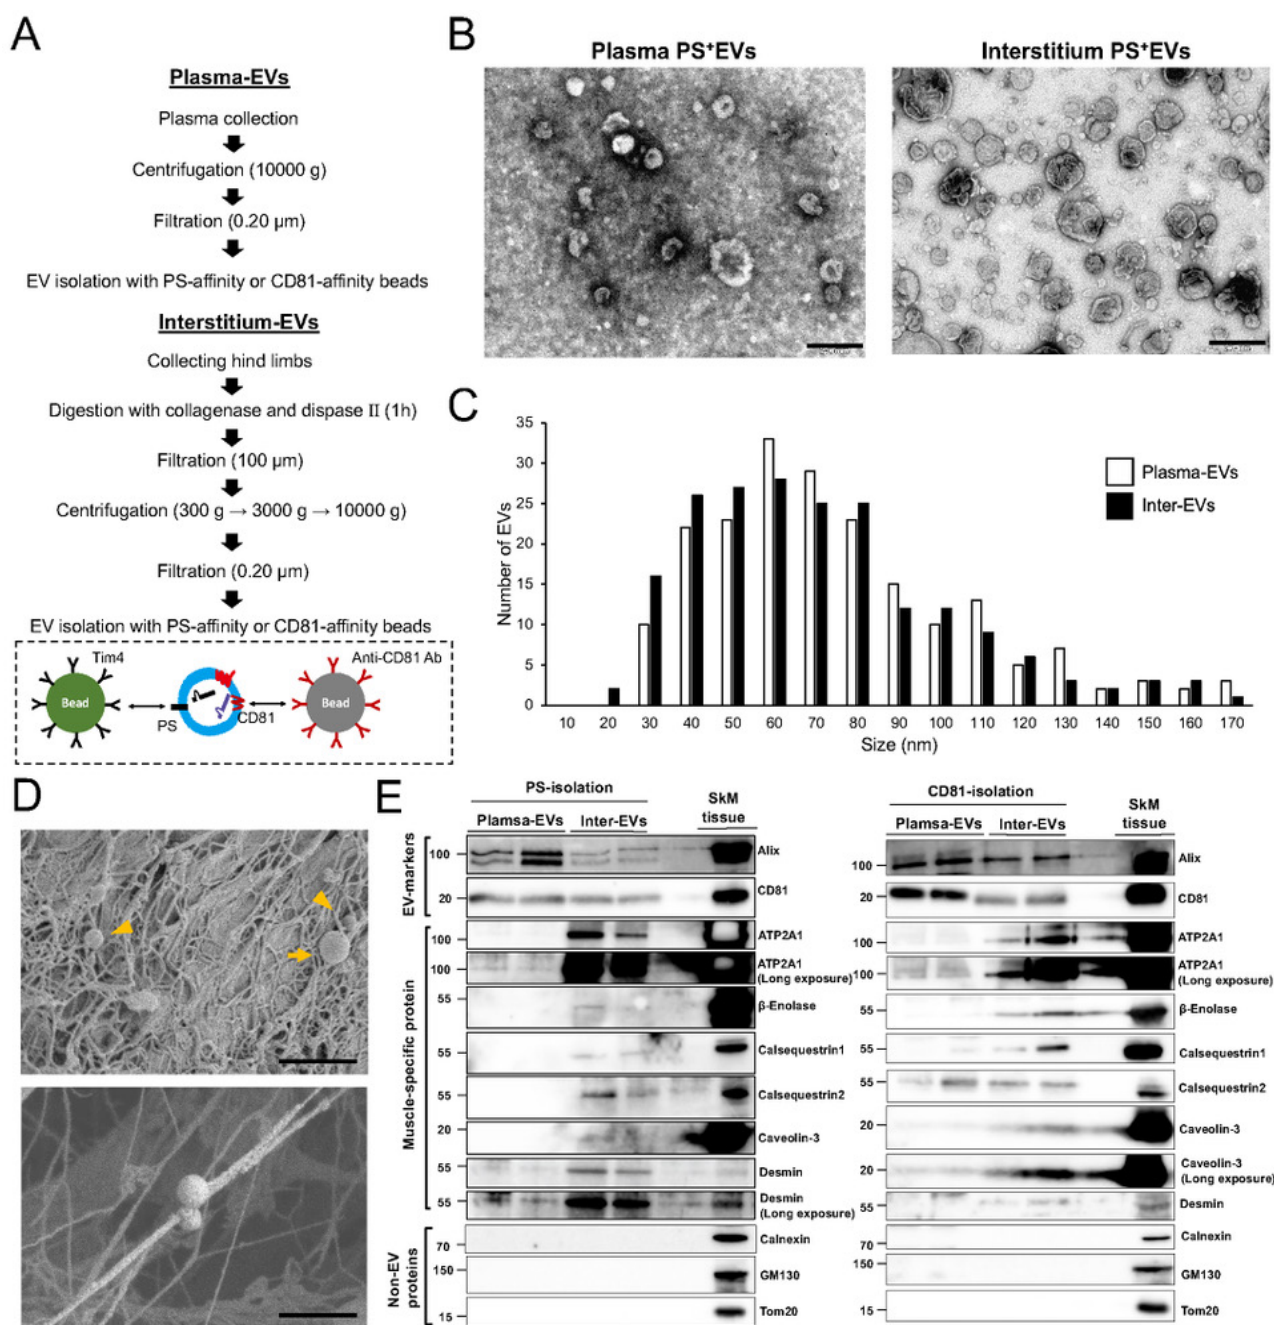 A
Plasma-EVs
Plasma collection
Centrifugation (10000 g)
Filtration (0.20 µm)
EV isolation with PS-affinity or CD81-affinity beads
Interstitium-EVs
Collecting hind limbs
Digestion with collagenase and dispase II (1h)
Filtration (100 µm)
Centrifugation (300 g → 3000 g → 10000 g)
Filtration (0.20 µm)
EV isolation with PS-affinity or CD81-affinity beads
Tim4
Anti-CD81 Ab
Bead
Bead
PS
CD81
B
Plasma PS⁺EVs
Interstitium PS⁺EVs
C
35
30
25
20
15
10
5
0
Number of EVs
10 20 30 40 50 60 70 80 90 100 110 120 130 140 150 160 170
Size (nm)
Plasma-EVs
Inter-EVs
D
E
PS-isolation
Plamsa-EVs Inter-EVs
SkM
tissue
EV-markers
100 Alix
20 CD81
Muscle-specific protein
100 ATP2A1
100 ATP2A1
(Long exposure)
55 β-Enolase
55 Calsequestrin1
55 Calsequestrin2
20 Caveolin-3
55 Desmin
55 Desmin
(Long exposure)
Non-EV
proteins
70 Calnexin
150 GM130
15 Tom20
CD81-isolation
Plamsa-EVs Inter-EVs
SkM
tissue
100 Alix
20 CD81
100 ATP2A1
100 ATP2A1
(Long exposure)
55 β-Enolase
55 Calsequestrin1
55 Calsequestrin2
20 Caveolin-3
20 Caveolin-3
(Long exposure)
55 Desmin
70 Calnexin
150 GM130
15 Tom20